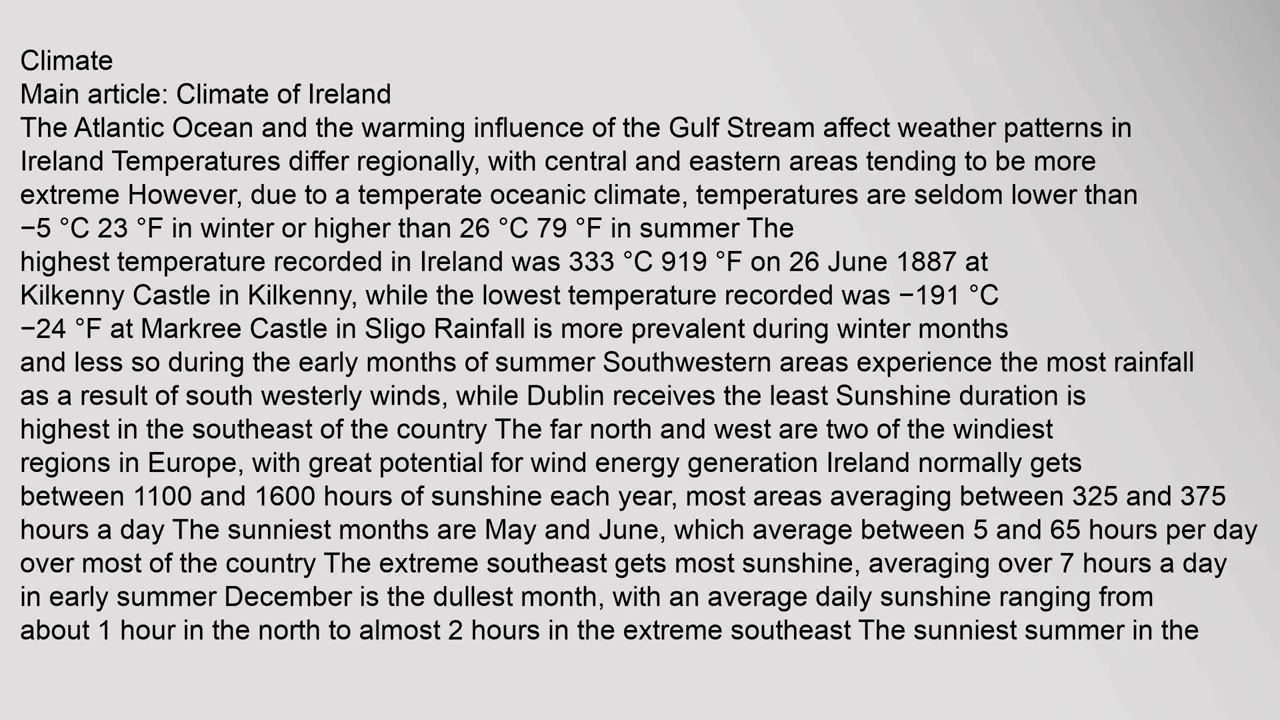 Climate
Main article: Climate of Ireland
The Atlantic Ocean and the warming influence of the Gulf Stream affect weather patterns in
Ireland Temperatures differ regionally, with central and eastern areas tending to be more
extreme However, due to a temperate oceanic climate, temperatures are seldom lower than
−5 °C 23 °F in winter or higher than 26 °C 79 °F in summer The
highest temperature recorded in Ireland was 333 °C 919 °F on 26 June 1887 at
Kilkenny Castle in Kilkenny, while the lowest temperature recorded was −191 °C
−24 °F at Markree Castle in Sligo Rainfall is more prevalent during winter months
and less so during the early months of summer Southwestern areas experience the most rainfall
as a result of south westerly winds, while Dublin receives the least Sunshine duration is
highest in the southeast of the country The far north and west are two of the windiest
regions in Europe, with great potential for wind energy generation Ireland normally gets
between 1100 and 1600 hours of sunshine each year, most areas averaging between 325 and 375
hours a day The sunniest months are May and June, which average between 5 and 65 hours per day
over most of the country The extreme southeast gets most sunshine, averaging over 7 hours a day
in early summer December is the dullest month, with an average daily sunshine ranging from
about 1 hour in the north to almost 2 hours in the extreme southeast The sunniest summer in the